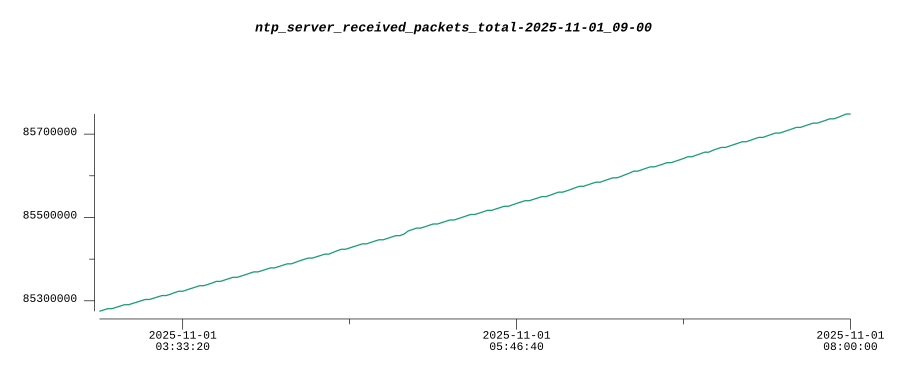 ntp_server_received_packets_total-2025-11-01_09-00
85700000
85500000
85300000
2025-11-01 2025-11-01 2025-11-01
03:33:20 05:46:40 08:00:00